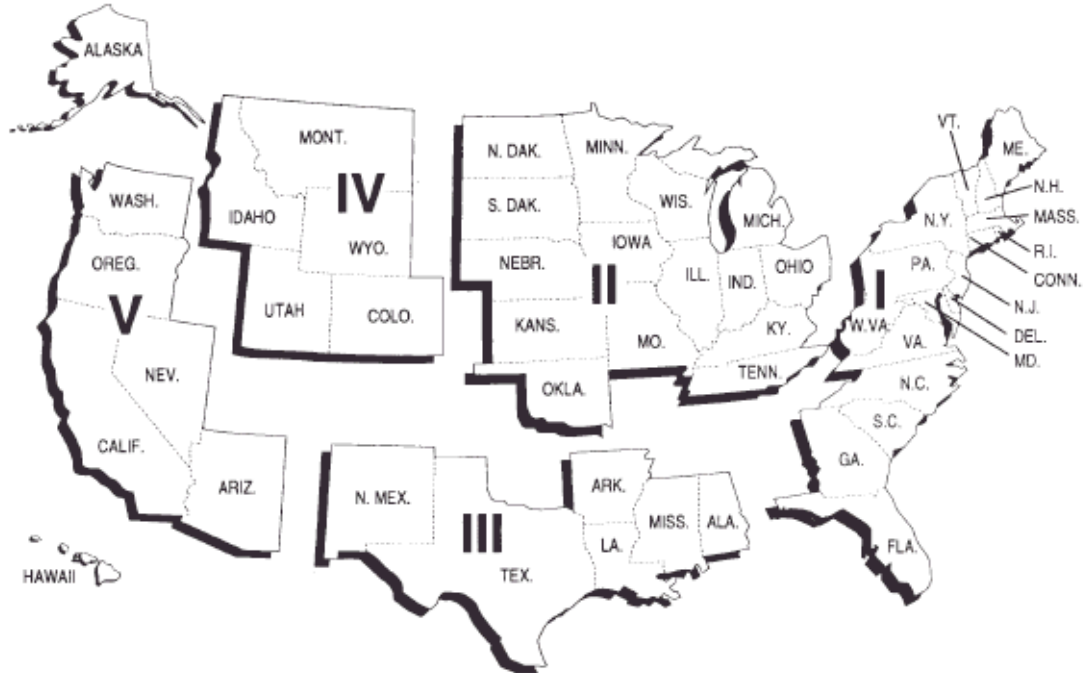 ALASKA
MONT.
IV
IDAHO
WYO.
UTAH
COLO.
WASH.
OREG.
V
NEV.
CALIF.
ARIZ.
HAWAII
N. DAK.
MINN.
S. DAK.
WIS.
MICH.
IOWA
NEBR.
II
ILL.
IND.
OHIO
KANS.
MO.
KY.
TENN.
OKLA.
N. MEX.
III
TEX.
ARK.
LA.
MISS.
ALA.
VT.
ME.
N.H.
MASS.
N.Y.
R.I.
CONN.
PA.
I
N.J.
DEL.
MD.
W.VA.
VA.
N.C.
S.C.
GA.
FLA.